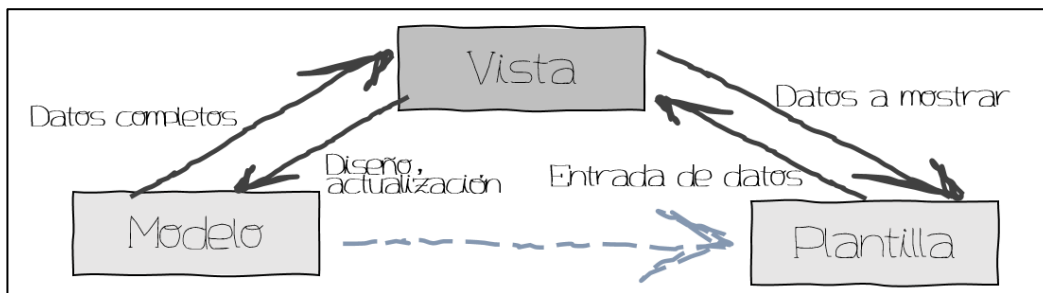 Vista
Datos completos
Datos a mostrar
Diseño,
actualización
Entrada de datos
Modelo
Plantilla